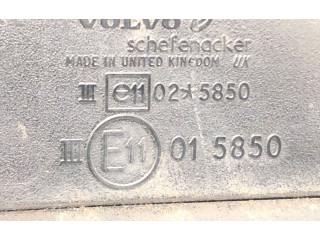 VOLVO
schefenacker
MADE IN UNITED KINGDOM UK
III e11 02*5850
III E11 01 5850